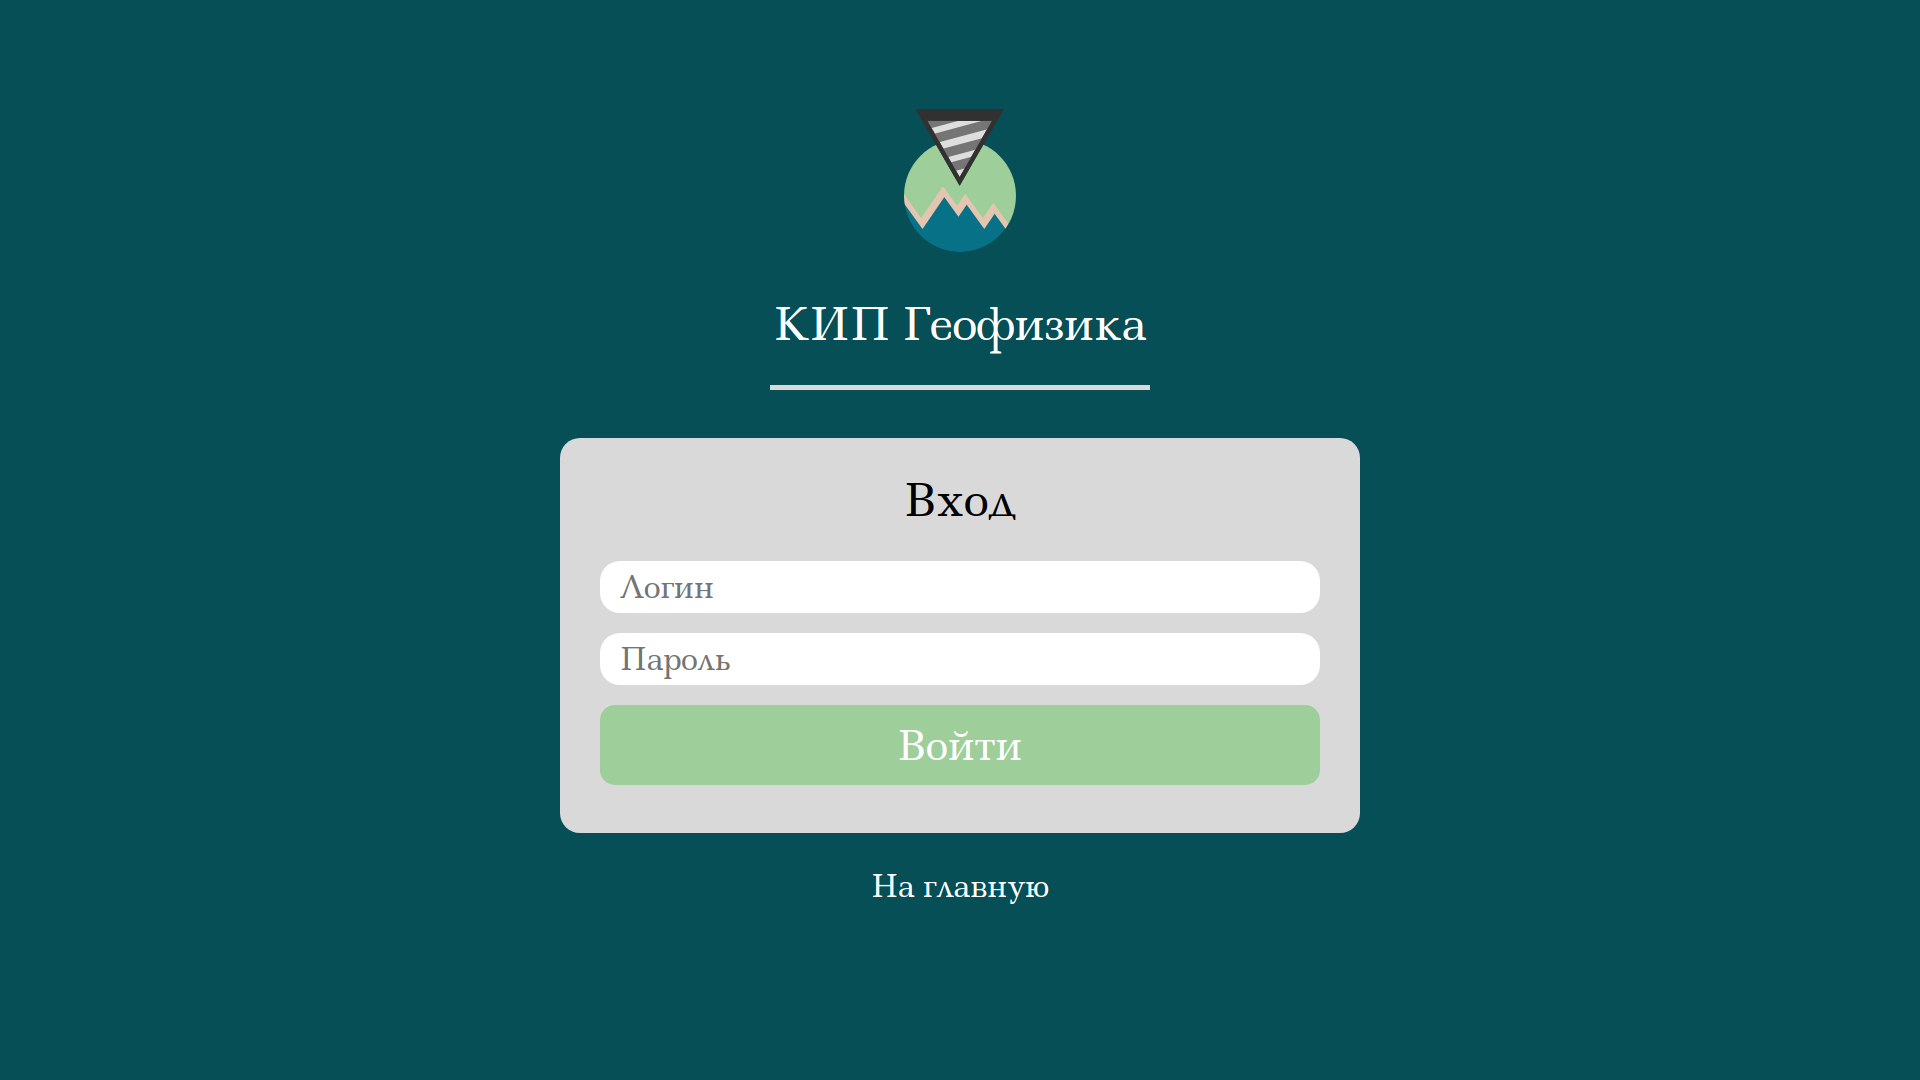 КИП Геофизика
Вход
Логин
Пароль
Войти
На главную